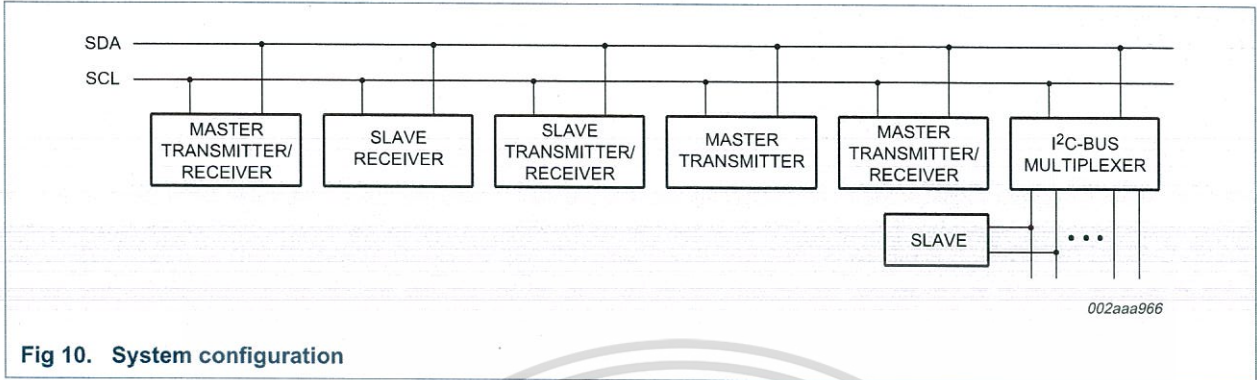 SDA
SCL
MASTER
TRANSMITTER/
RECEIVER
SLAVE
RECEIVER
SLAVE
TRANSMITTER/
RECEIVER
MASTER
TRANSMITTER
MASTER
TRANSMITTER/
RECEIVER
I²C-BUS
MULTIPLEXER
SLAVE
002aaa966
Fig 10. System configuration